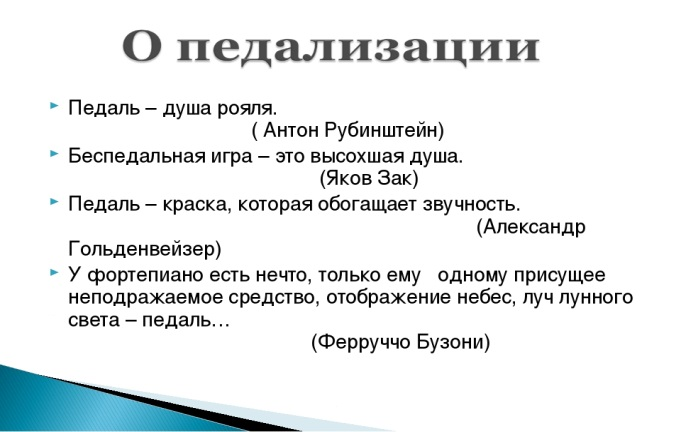 О педализации
Педаль – душа рояля.
( Антон Рубинштейн)
Беспедальная игра – это высохшая душа.
(Яков Зак)
Педаль – краска, которая обогащает звучность.
(Александр
Гольденвейзер)
У фортепиано есть нечто, только ему одному присущее
неподражаемое средство, отображение небес, луч лунного
света – педаль…
(Ферруччо Бузони)